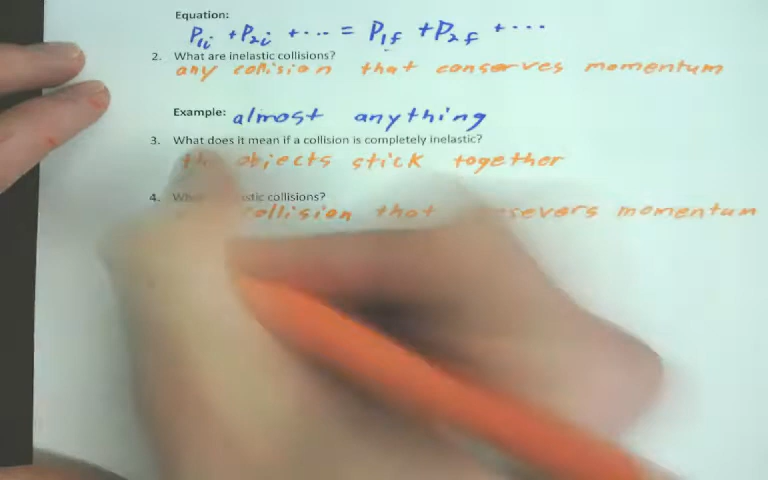 Equation:
P1i + P2i + ... = P1f + P2f + ...
2. What are inelastic collisions?
any collision that conserves momentum
Example: almost anything
3. What does it mean if a collision is completely inelastic?
the objects stick together
4. collisions?
collision that momentum